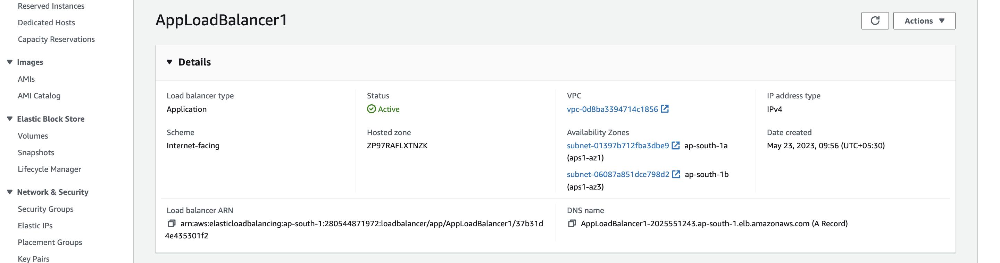 Reserved Instances
Dedicated Hosts
Capacity Reservations
Images
AMIs
AMI Catalog
Elastic Block Store
Volumes
Snapshots
Lifecycle Manager
Network & Security
Security Groups
Elastic IPs
Placement Groups
Key Pairs
AppLoadBalancer1
Actions
Details
Load balancer type
Application
Status
Active
VPC
vpc-0d8ba3394714c1856
IP address type
IPv4
Scheme
Internet-facing
Hosted zone
ZP97RAFLXTNZK
Availability Zones
subnet-01397b712fba3dbe9 ap-south-1a
(aps1-az1)
subnet-06087a851dce798d2 ap-south-1b
(aps1-az3)
Date created
May 23, 2023, 09:56 (UTC+05:30)
Load balancer ARN
arn:aws:elasticloadbalancing:ap-south-1:280544871972:loadbalancer/app/AppLoadBalancer1/37b31d
4e435301f2
DNS name
AppLoadBalancer1-2025551243.ap-south-1.elb.amazonaws.com (A Record)